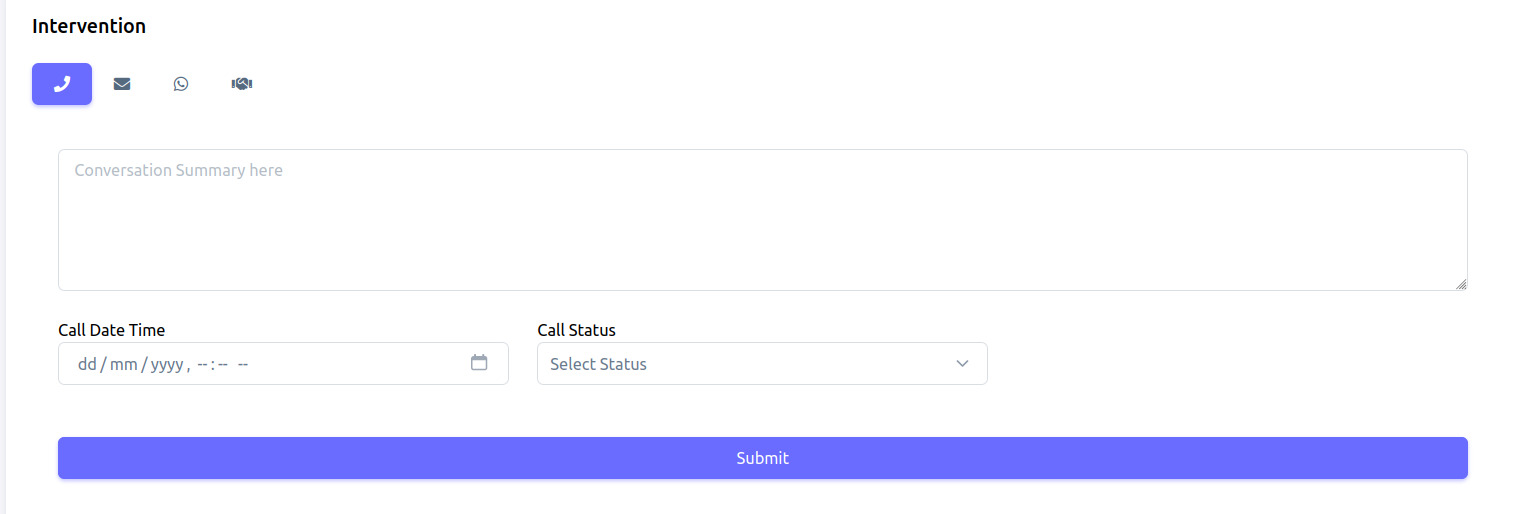 Intervention
Conversation Summary here
Call Date Time
Call Status
dd/mm/yyyy, --:-- --
Select Status
Submit